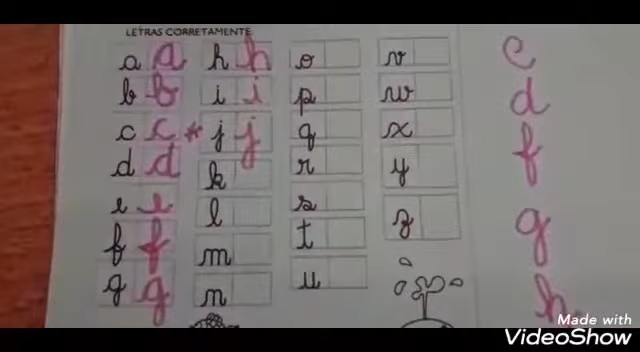 LETRAS CORRETAMENTE
a a h h o v
b b i i p w
c c * j j q x
d d k r y
e e l s z
f f m t
g g n u
e
d
f
g
h
Made with
VideoShow